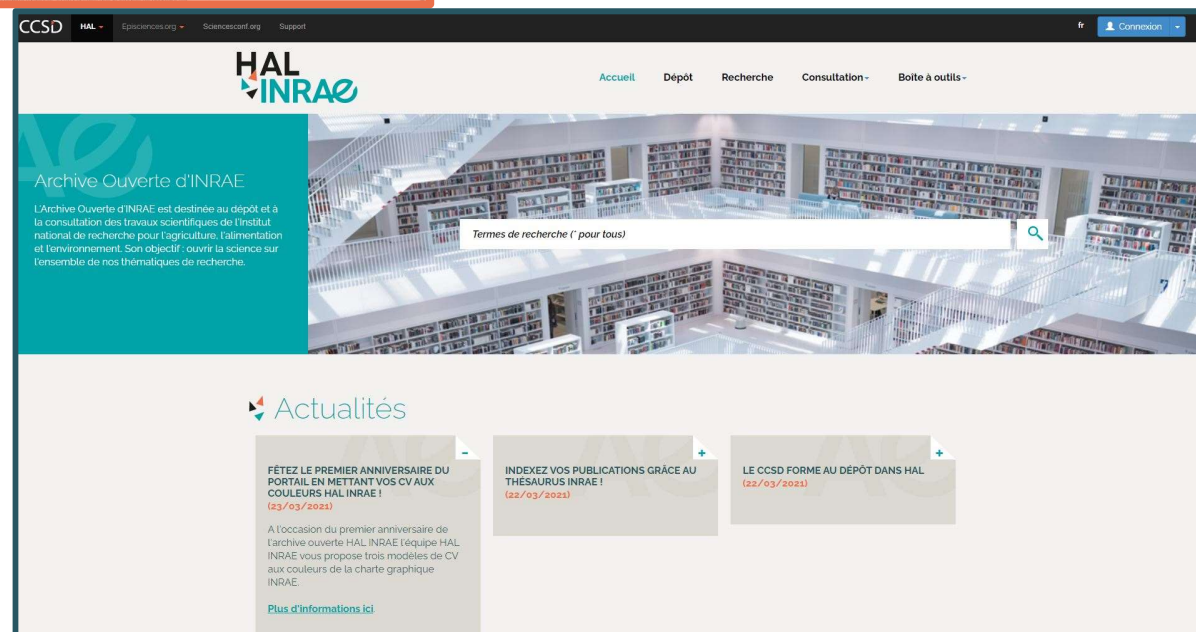 CCSD HAL Episciences.org Sciencesconf.org Support fr Connexion
HAL
INRAE
Accueil Dépôt Recherche Consultation Boîte à outils
Archive Ouverte d'INRAE
L'Archive Ouverte d'INRAE est destinée au dépôt et à
la consultation des travaux scientifiques de l'Institut
national de recherche pour l'agriculture, l'alimentation
et l'environnement. Son objectif : ouvrir la science sur
l'ensemble de nos thématiques de recherche.
Termes de recherche (* pour tous)
Actualités
-
FÊTEZ LE PREMIER ANNIVERSAIRE DU
PORTAIL EN METTANT VOS CV AUX
COULEURS HAL INRAE !
(23/03/2021)
A l'occasion du premier anniversaire de
l'archive ouverte HAL INRAE l'équipe HAL
INRAE vous propose trois modèles de CV
aux couleurs de la charte graphique
INRAE.
Plus d'informations ici.
+
INDEXEZ VOS PUBLICATIONS GRÂCE AU
THÉSAURUS INRAE !
(22/03/2021)
+
LE CCSD FORME AU DÉPÔT DANS HAL
(22/03/2021)